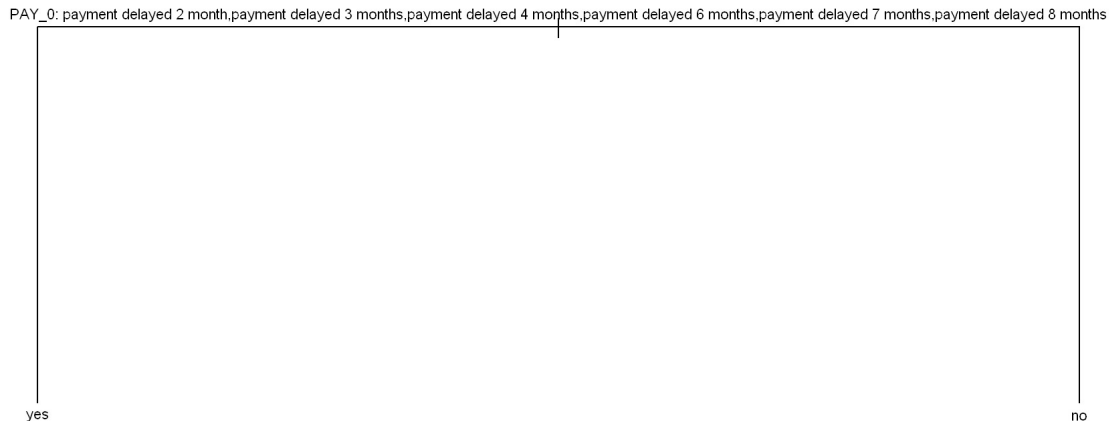 PAY_0: payment delayed 2 month,payment delayed 3 months,payment delayed 4 months,payment delayed 6 months,payment delayed 7 months,payment delayed 8 months
yes
no